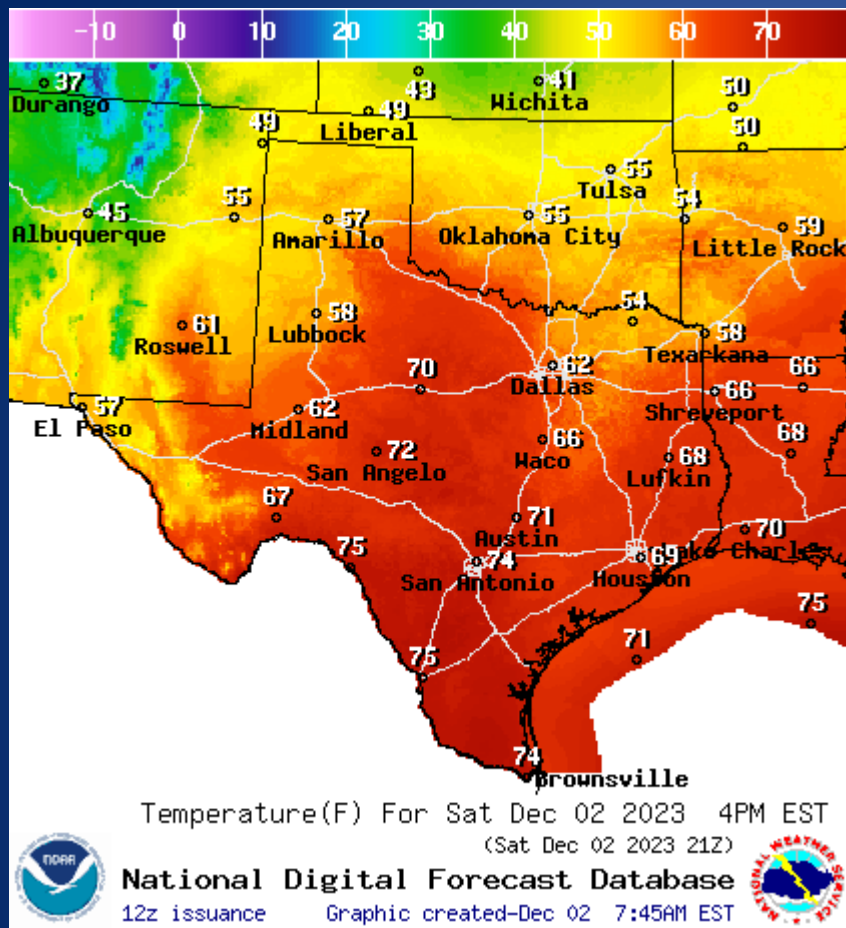 -10 0 10 20 30 40 50 60 70
37
Durango
43
41
Wichita
50
49
Liberal
49
50
55
Tulsa
45
Albuquerque
55
57
Amarillo
55
Oklahoma City
54
59
Little Rock
61
Roswell
58
Lubbock
54
58
Texarkana
70
62
Dallas
66
57
El Paso
62
Midland
66
Shreveport
72
San Angelo
66
Waco
68
Lufkin
68
67
71
Austin
70
Lake Charles
75
74
San Antonio
69
Houston
75
71
75
74
Brownsville
Temperature(F) For Sat Dec 02 2023 4PM EST
(Sat Dec 02 2023 21Z)
NOAA
National Digital Forecast Database
12z issuance Graphic created-Dec 02 7:45AM EST
NATIONAL WEATHER SERVICE